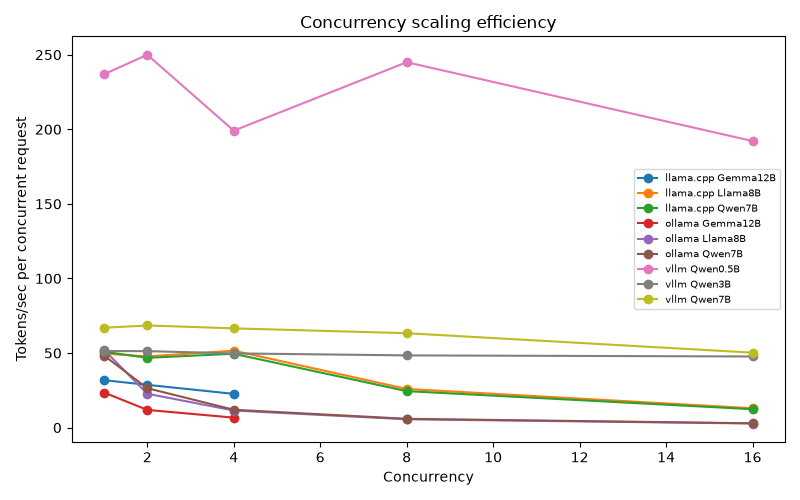 Concurrency scaling efficiency
Tokens/sec per concurrent request
250
200
150
100
50
0
llama.cpp Gemma12B
llama.cpp Llama8B
llama.cpp Qwen7B
ollama Gemma12B
ollama Llama8B
ollama Qwen7B
vllm Qwen0.5B
vllm Qwen3B
vllm Qwen7B
2 4 6 8 10 12 14 16
Concurrency